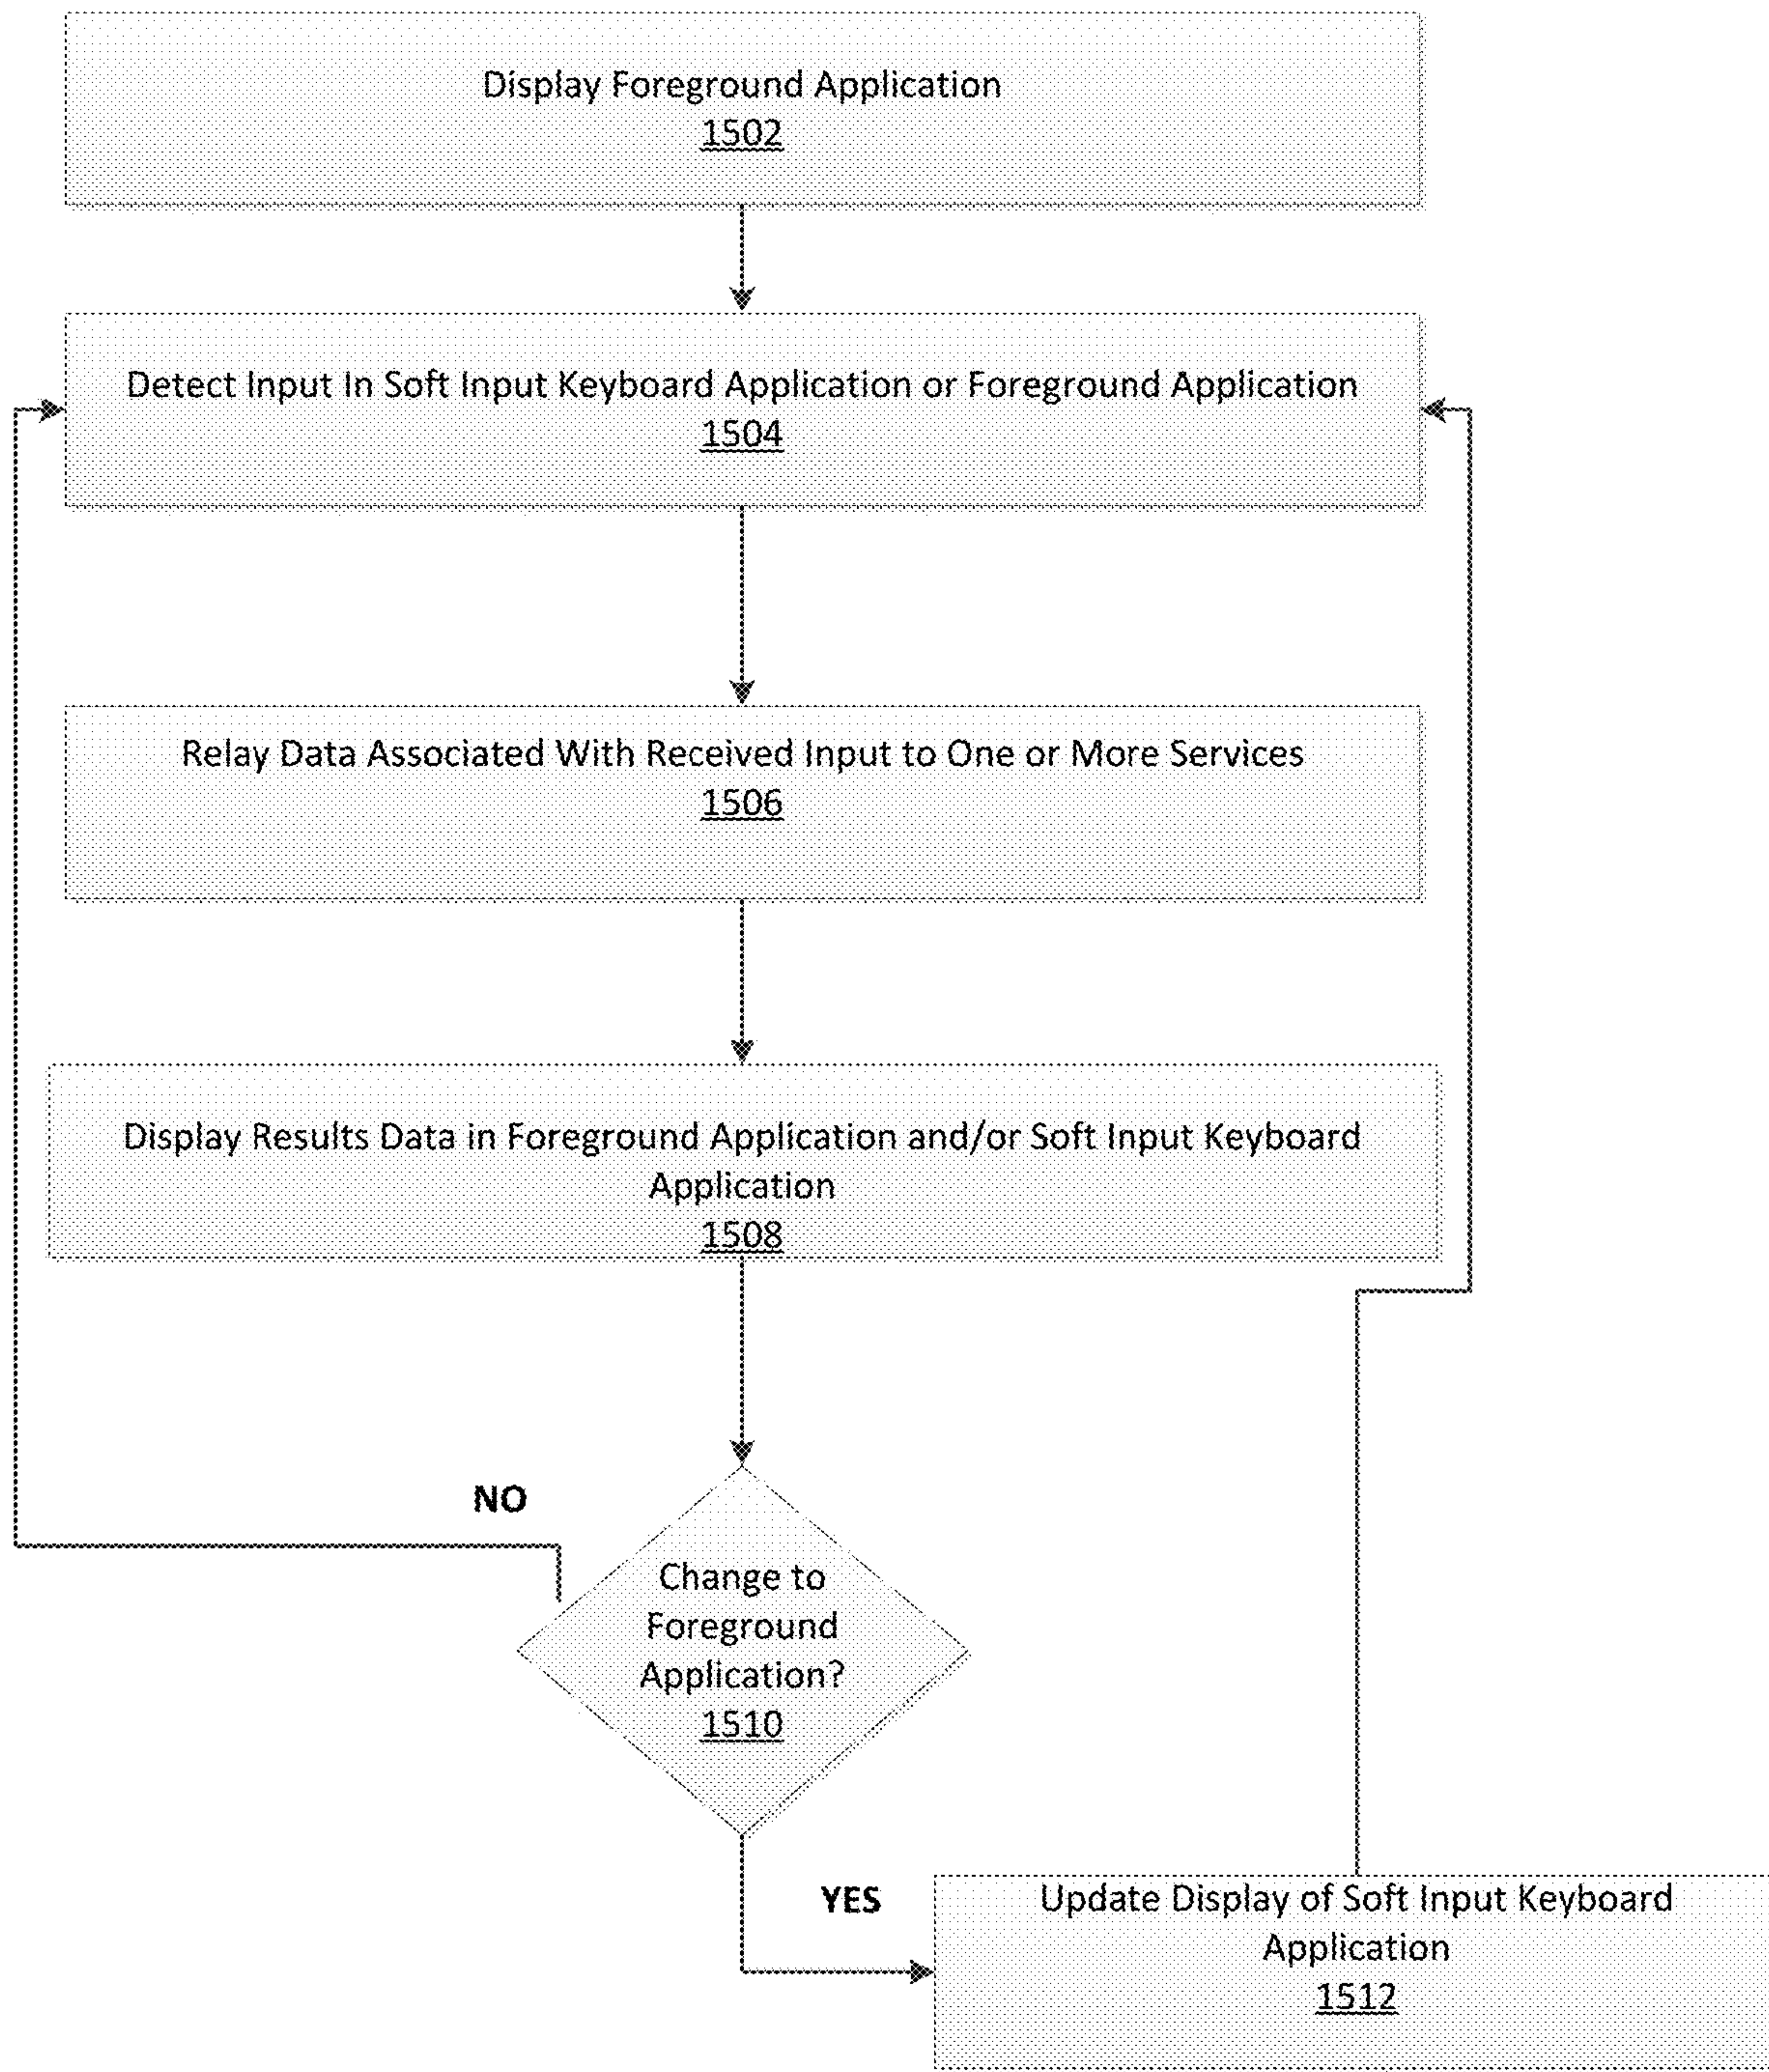 Display Foreground Application
1502
Detect Input In Soft Input Keyboard Application or Foreground Application
1504
Relay Data Associated With Received Input to One or More Services
1506
Display Results Data in Foreground Application and/or Soft Input Keyboard
Application
1508
NO
Change to
Foreground
Application?
1510
YES
Update Display of Soft Input Keyboard
Application
1512